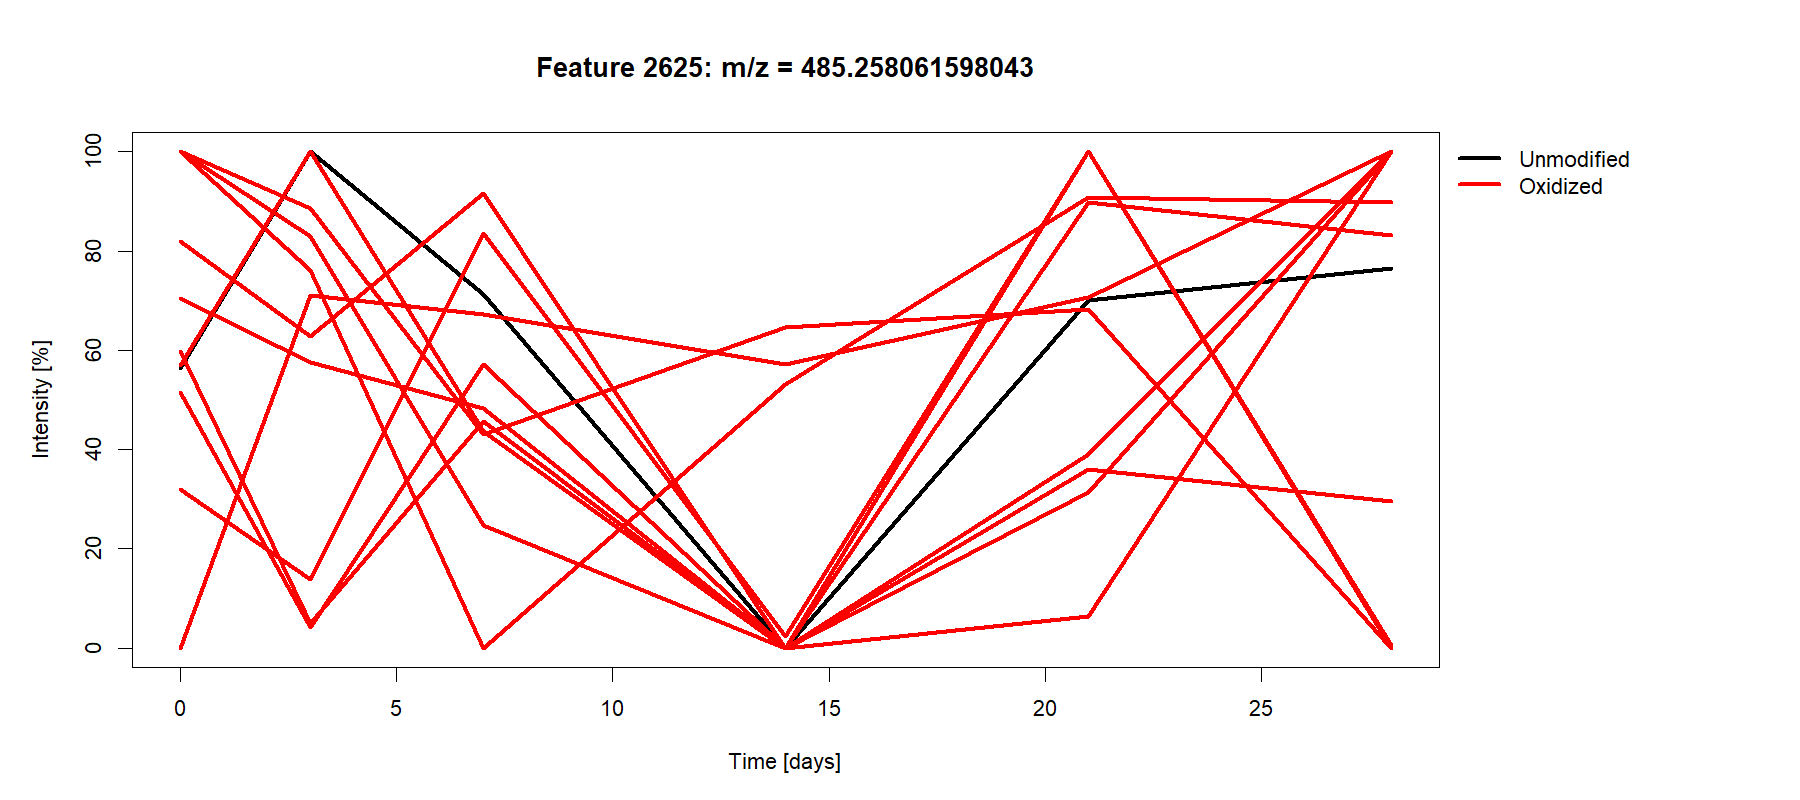 Feature 2625: m/z = 485.258061598043
Unmodified
Oxidized
Intensity [%]
100
80
60
40
20
0
0 5 10 15 20 25
Time [days]